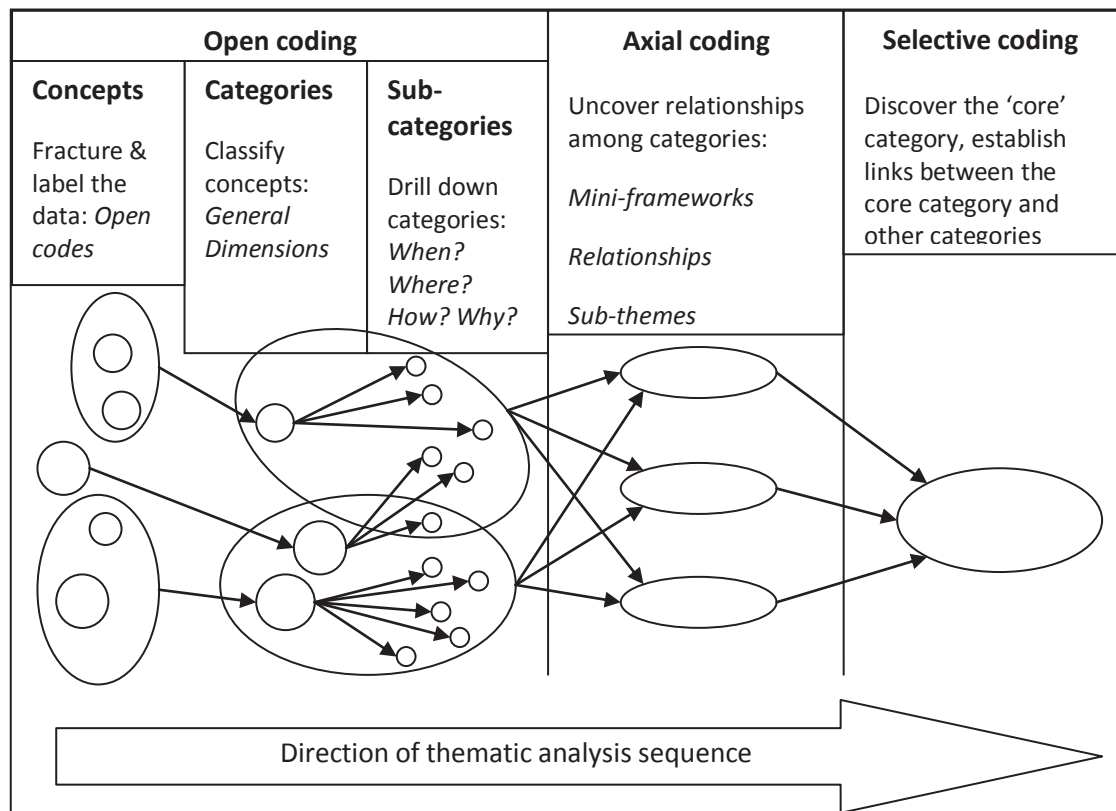 Open coding
Concepts
Fracture &
label the
data: Open
codes
Categories
Classify
concepts:
General
Dimensions
Sub-
categories
Drill down
categories:
When?
Where?
How? Why?
Axial coding
Uncover relationships
among categories:
Mini-frameworks
Relationships
Sub-themes
Selective coding
Discover the ‘core’
category, establish
links between the
core category and
other categories
Direction of thematic analysis sequence